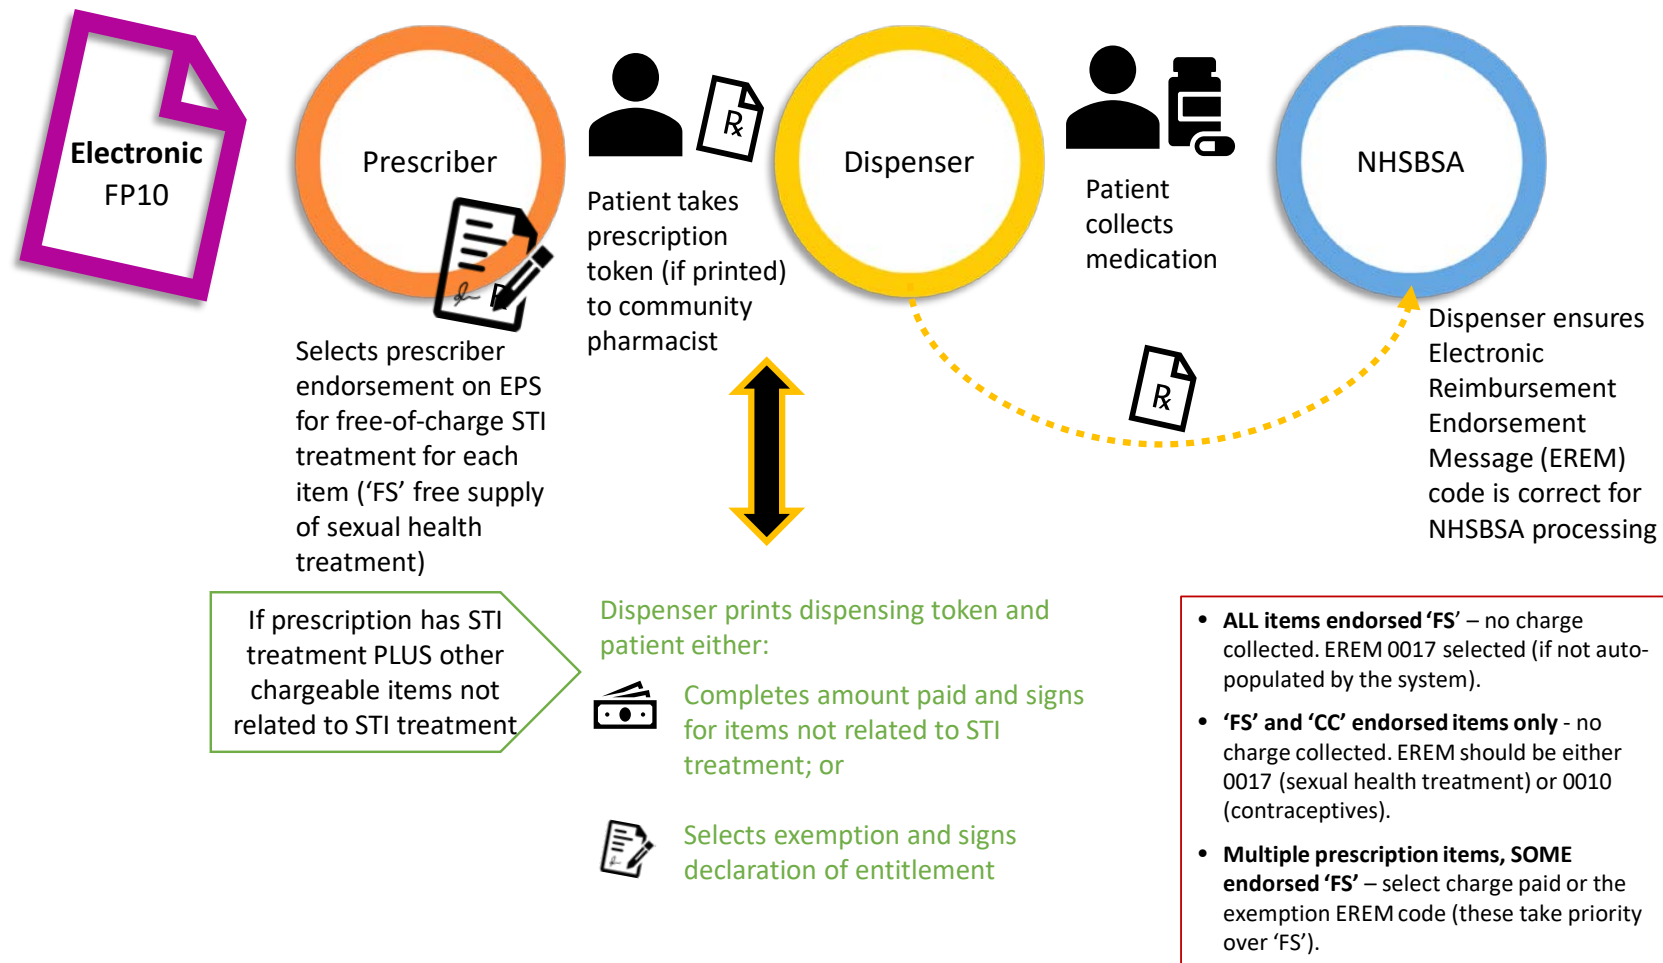 Electronic
FP10
Prescriber
Selects prescriber
endorsement on EPS
for free-of-charge STI
treatment for each
item (‘FS’ free supply
of sexual health
treatment)
Patient takes
prescription
token (if printed)
to community
pharmacist
Rx
Dispenser
Patient
collects
medication
Rx
NHSBSA
Dispenser ensures
Electronic
Reimbursement
Endorsement
Message (EREM)
code is correct for
NHSBSA processing
If prescription has STI
treatment PLUS other
chargeable items not
related to STI treatment
Dispenser prints dispensing token and
patient either:
Completes amount paid and signs
for items not related to STI
treatment; or
Selects exemption and signs
declaration of entitlement
• ALL items endorsed ‘FS’ – no charge
collected. EREM 0017 selected (if not auto-
populated by the system).
• ‘FS’ and ‘CC’ endorsed items only - no
charge collected. EREM should be either
0017 (sexual health treatment) or 0010
(contraceptives).
• Multiple prescription items, SOME
endorsed ‘FS’ – select charge paid or the
exemption EREM code (these take priority
over ‘FS’).